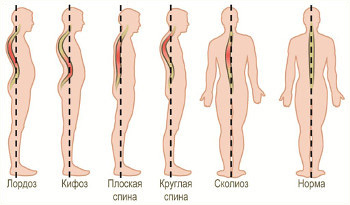 Лордоз
Кифоз
Плоская
спина
Круглая
спина
Сколиоз
Норма